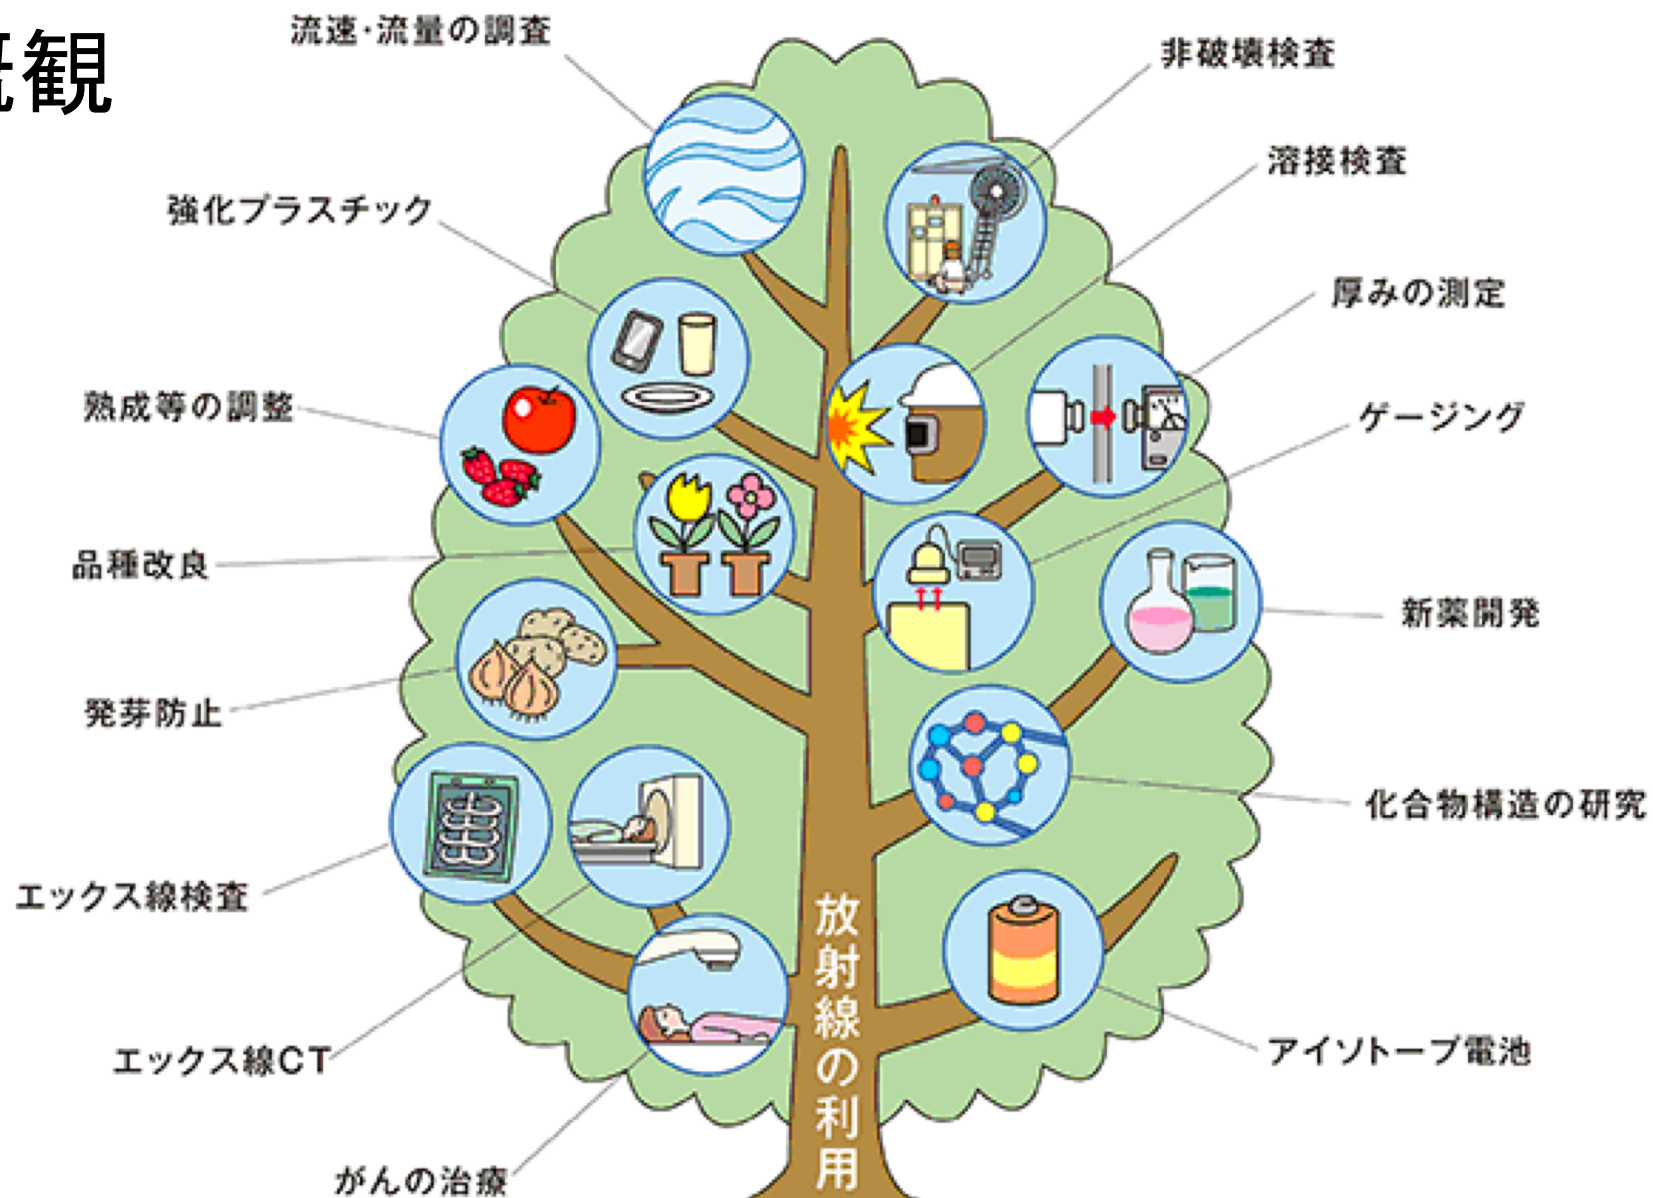 概観
流速・流量の調査
非破壊検査
溶接検査
強化プラスチック
厚みの測定
熟成等の調整
ゲージング
品種改良
新薬開発
発芽防止
化合物構造の研究
エックス線検査
エックス線CT
アイソトープ電池
がんの治療
放射線の利用